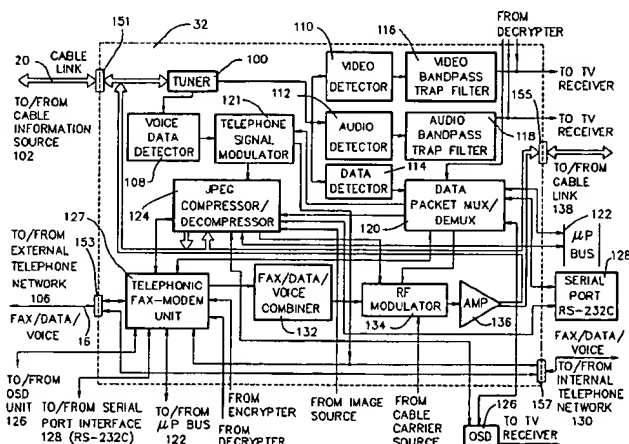 151
32
110
116
FROM
DECRYPTER
20
CABLE
LINK
100
TUNER
VIDEO
DETECTOR
VIDEO
BANDPASS
TRAP FILTER
TO TV
RECEIVER
TO/FROM
CABLE
INFORMATION
SOURCE 102
121
112
155
VOICE
DATA
DETECTOR
TELEPHONE
SIGNAL
MODULATOR
AUDIO
DETECTOR
AUDIO
BANDPASS
TRAP FILTER
TO TV
RECEIVER
118
108
114
DATA
DETECTOR
TO/FROM
CABLE
LINK
138
124
JPEG
COMPRESSOR/
DECOMPRESSOR
120
DATA
PACKET MUX/
DEMUX
122
μP
BUS
127
TO/FROM
EXTERNAL
TELEPHONE
NETWORK
106
153
FAX/DATA/
VOICE
16
TELEPHONIC
FAX-MODEM
UNIT
FAX/DATA/
VOICE
COMBINER
132
RF
MODULATOR
134
AMP
136
128
SERIAL
PORT
RS-232C
FAX/DATA/
VOICE
TO/FROM
INTERNAL
TELEPHONE
NETWORK
130
157
TO/FROM
OSD
UNIT
126
TO/FROM SERIAL
PORT INTERFACE
128 (RS-232C)
TO/FROM
μP BUS
122
FROM
ENCRYPTER
FROM
DECRYPTER
FROM IMAGE
SOURCE
FROM
CABLE
CARRIER
SOURCE
126
OSD
TO TV
RECEIVER